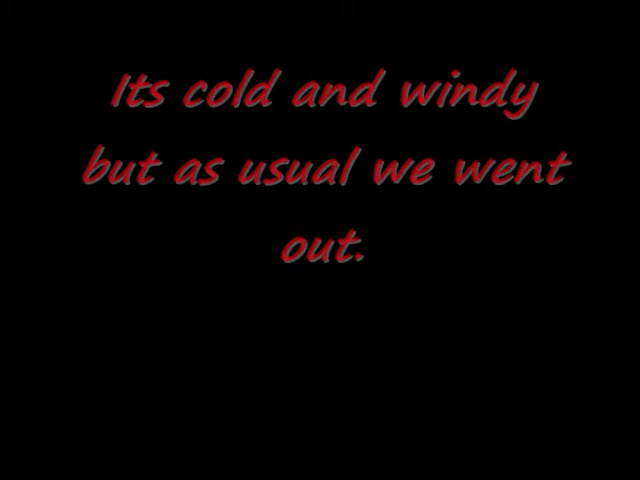 Its cold and windy
but as usual we went
out.